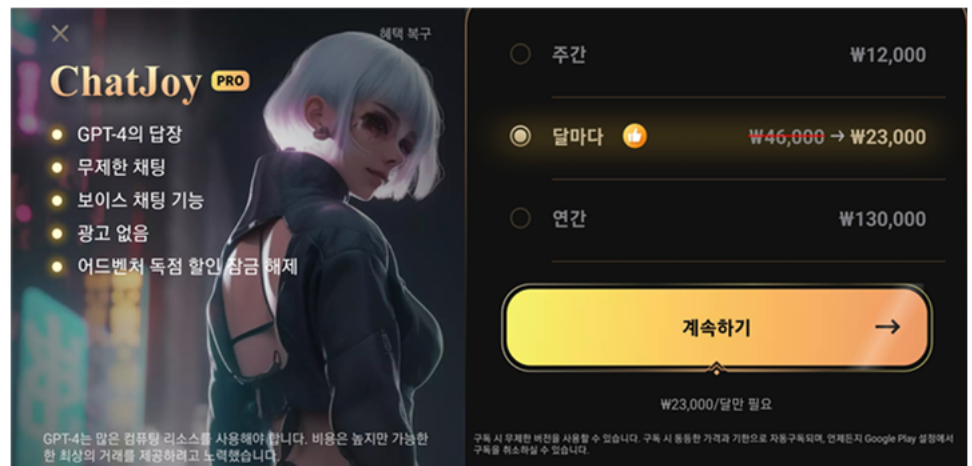 혜택 복구
ChatJoy PRO
GPT-4의 답장
무제한 채팅
보이스 채팅 기능
광고 없음
어드벤처 독점 할인 잠금 해제
GPT-4는 많은 컴퓨팅 리소스를 사용해야 합니다. 비용은 높지만 가능한
한 최상의 거래를 제공하려고 노력했습니다.
주간 ₩12,000
달마다 ₩46,000 → ₩23,000
연간 ₩130,000
계속하기 →
₩23,000/달만 필요
구독 시 무제한 버전을 사용할 수 있습니다. 구독 시 동등한 가격과 기한으로 자동구독되며, 언제든지 Google Play 설정에서
구독을 취소하실 수 있습니다.